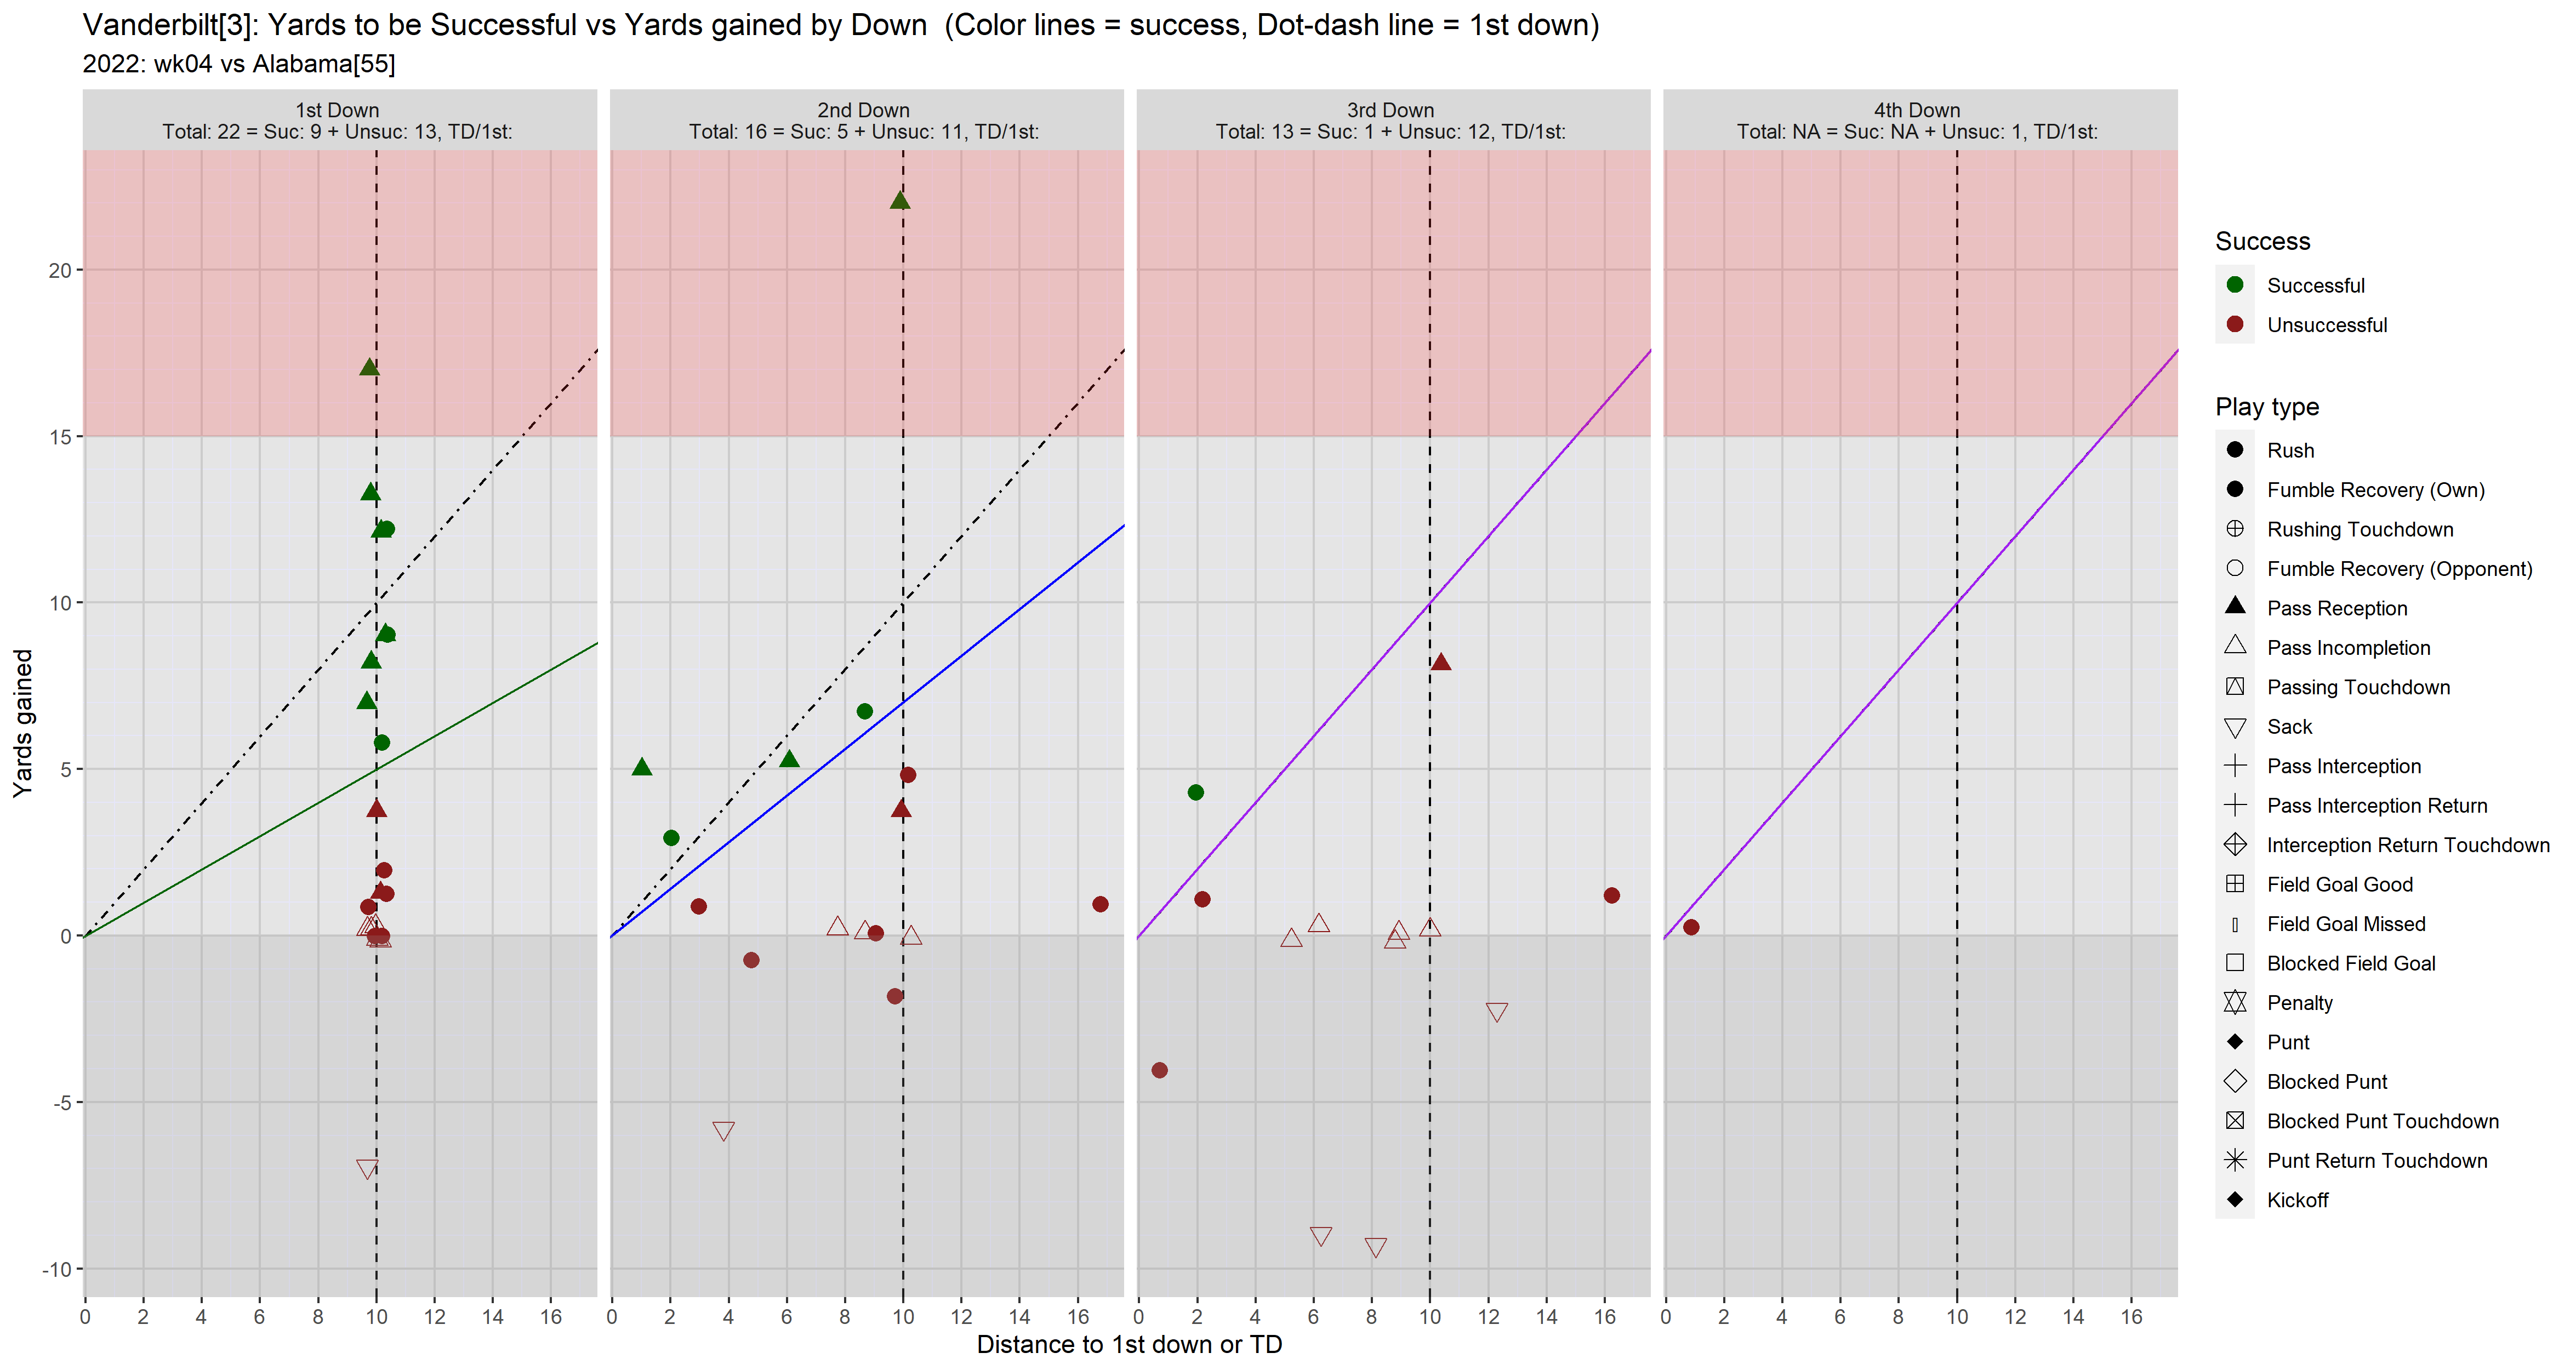 Vanderbilt[3]: Yards to be Successful vs Yards gained by Down  (Color lines = success, Dot-dash line = 1st down)
2022: wk04 vs Alabama[55]
1st Down
Total: 22 = Suc: 9 + Unsuc: 13, TD/1st:
2nd Down
Total: 16 = Suc: 5 + Unsuc: 11, TD/1st:
3rd Down
Total: 13 = Suc: 1 + Unsuc: 12, TD/1st:
4th Down
Total: NA = Suc: NA + Unsuc: 1, TD/1st:
Yards gained
20
15
10
5
0
-5
-10
0 2 4 6 8 10 12 14 16
0 2 4 6 8 10 12 14 16
0 2 4 6 8 10 12 14 16
0 2 4 6 8 10 12 14 16
Distance to 1st down or TD
Success
Successful
Unsuccessful
Play type
Rush
Fumble Recovery (Own)
Rushing Touchdown
Fumble Recovery (Opponent)
Pass Reception
Pass Incompletion
Passing Touchdown
Sack
Pass Interception
Pass Interception Return
Interception Return Touchdown
Field Goal Good
Field Goal Missed
Blocked Field Goal
Penalty
Punt
Blocked Punt
Blocked Punt Touchdown
Punt Return Touchdown
Kickoff